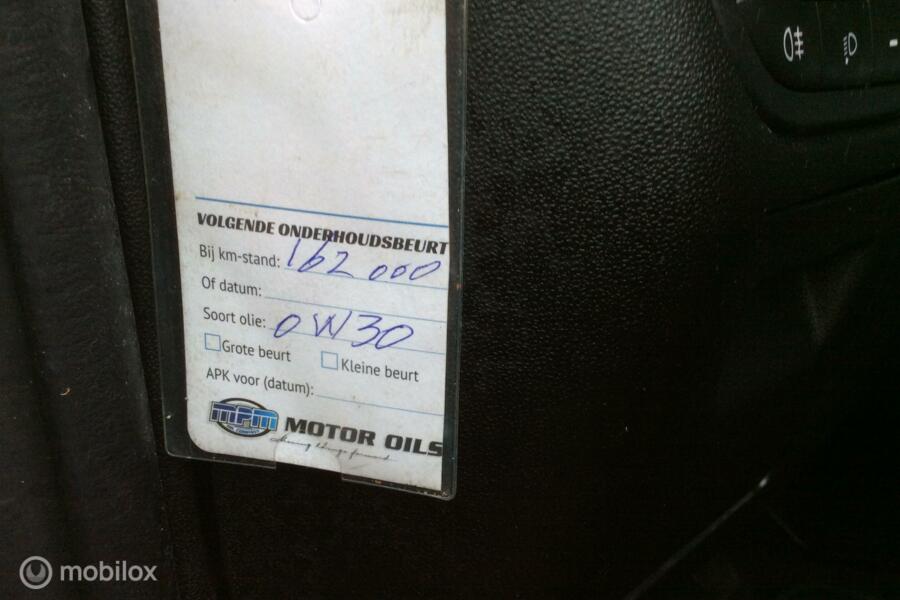 VOLGENDE ONDERHOUDSBEURT
Bij km-stand: 162 000
Of datum:
Soort olie: 0W30
Grote beurt Kleine beurt
APK voor (datum):
MPM MOTOR OILS
mobilox